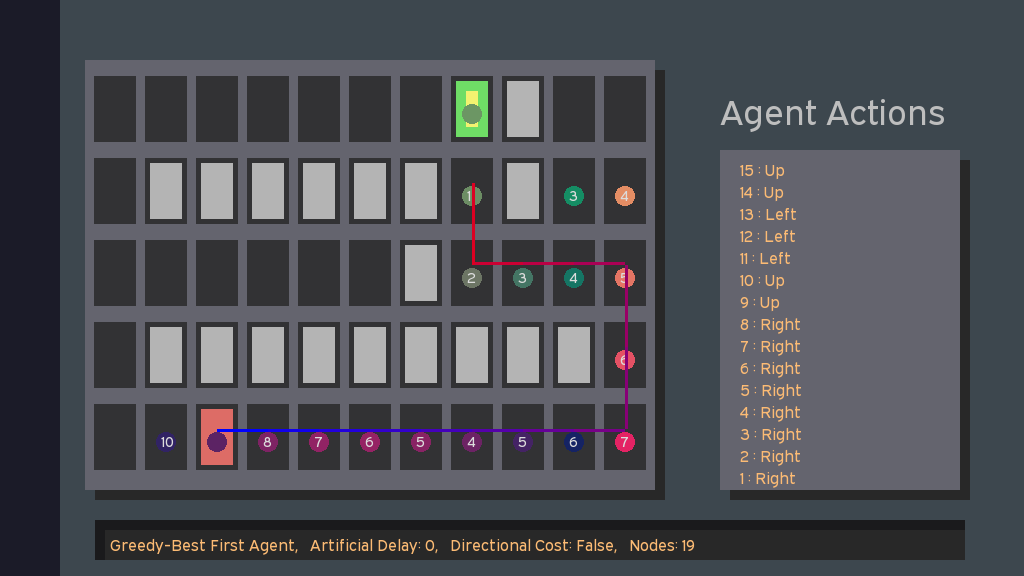 Agent Actions
15 : Up
14 : Up
13 : Left
12 : Left
11 : Left
10 : Up
9 : Up
8 : Right
7 : Right
6 : Right
5 : Right
4 : Right
3 : Right
2 : Right
1 : Right
1 3 4
2 3 4 5
6
10 8 7 6 5 4 5 6 7
Greedy-Best First Agent, Artificial Delay: 0, Directional Cost: False, Nodes: 19